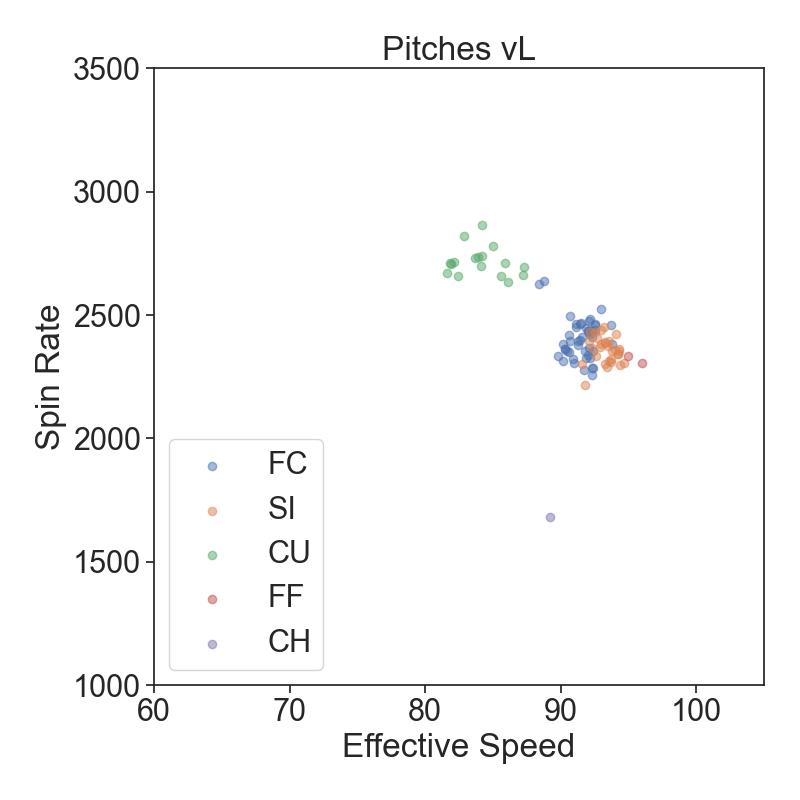 Pitches vL
3500
3000
2500
2000
1500
1000
Spin Rate
FC
SI
CU
FF
CH
60 70 80 90 100
Effective Speed